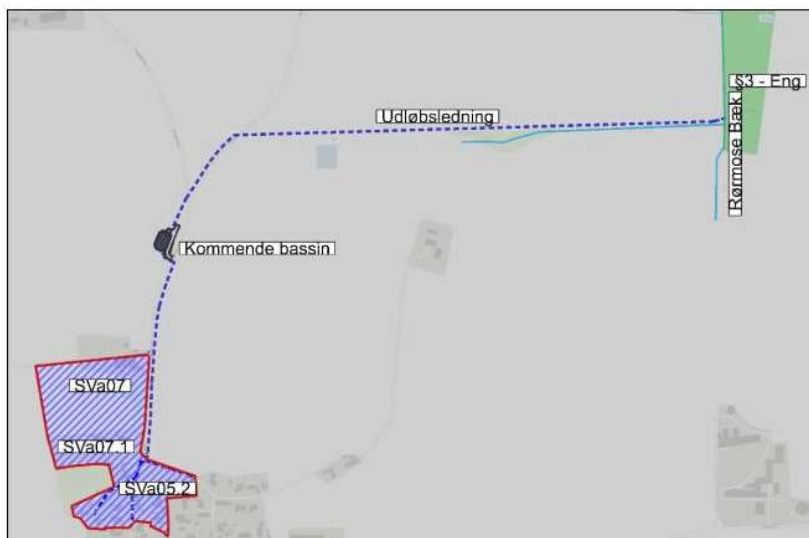 §3 - Eng
Udløbsledning
Rørmose Bæk
Kommende bassin
SVa07
SVa07.1
SVa05.2